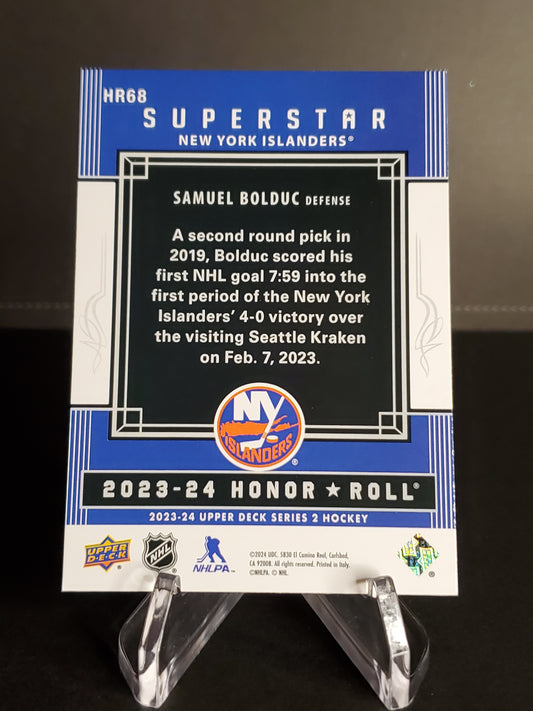 HR68
SUPERSTAR
NEW YORK ISLANDERS®
SAMUEL BOLDUC DEFENSE
A second round pick in
2019, Bolduc scored his
first NHL goal 7:59 into the
first period of the New York
Islanders' 4-0 victory over
the visiting Seattle Kraken
on Feb. 7, 2023.
NY
ISLANDERS
®
2023-24 HONOR ★ ROLL®
2023-24 UPPER DECK SERIES 2 HOCKEY
UPPER
DECK
®
NHL
®
NHLPA™
©2024 UDC, 5830 El Camino Real, Carlsbad,
CA 92008. All rights reserved. Printed in Italy.
©NHLPA. © NHL.
®